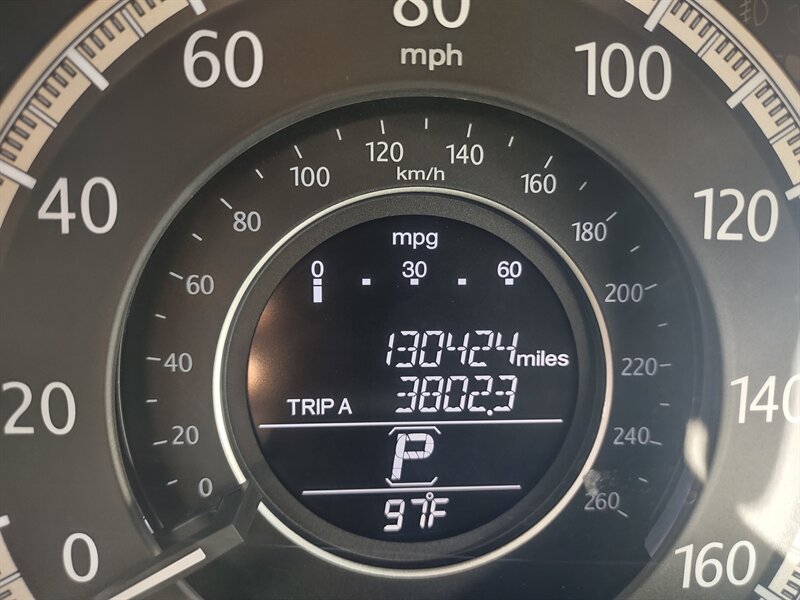 80
60 mph 100
120 140
100 km/h 160
40 80 180 120
mpg
60 0 30 60 200
130424 miles
40 220
20 TRIP A 3802.3 140
20 P 240
0 260
97°F
0 160